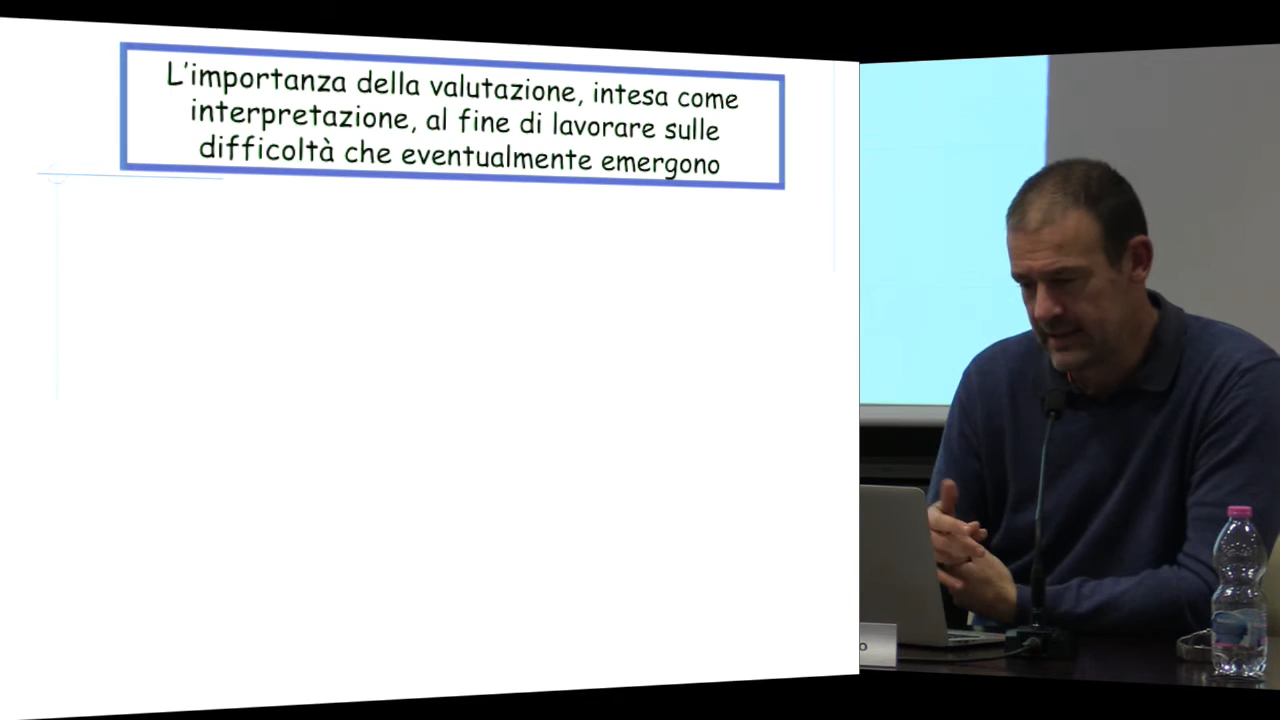 L'importanza della valutazione, intesa come
interpretazione, al fine di lavorare sulle
difficoltà che eventualmente emergono